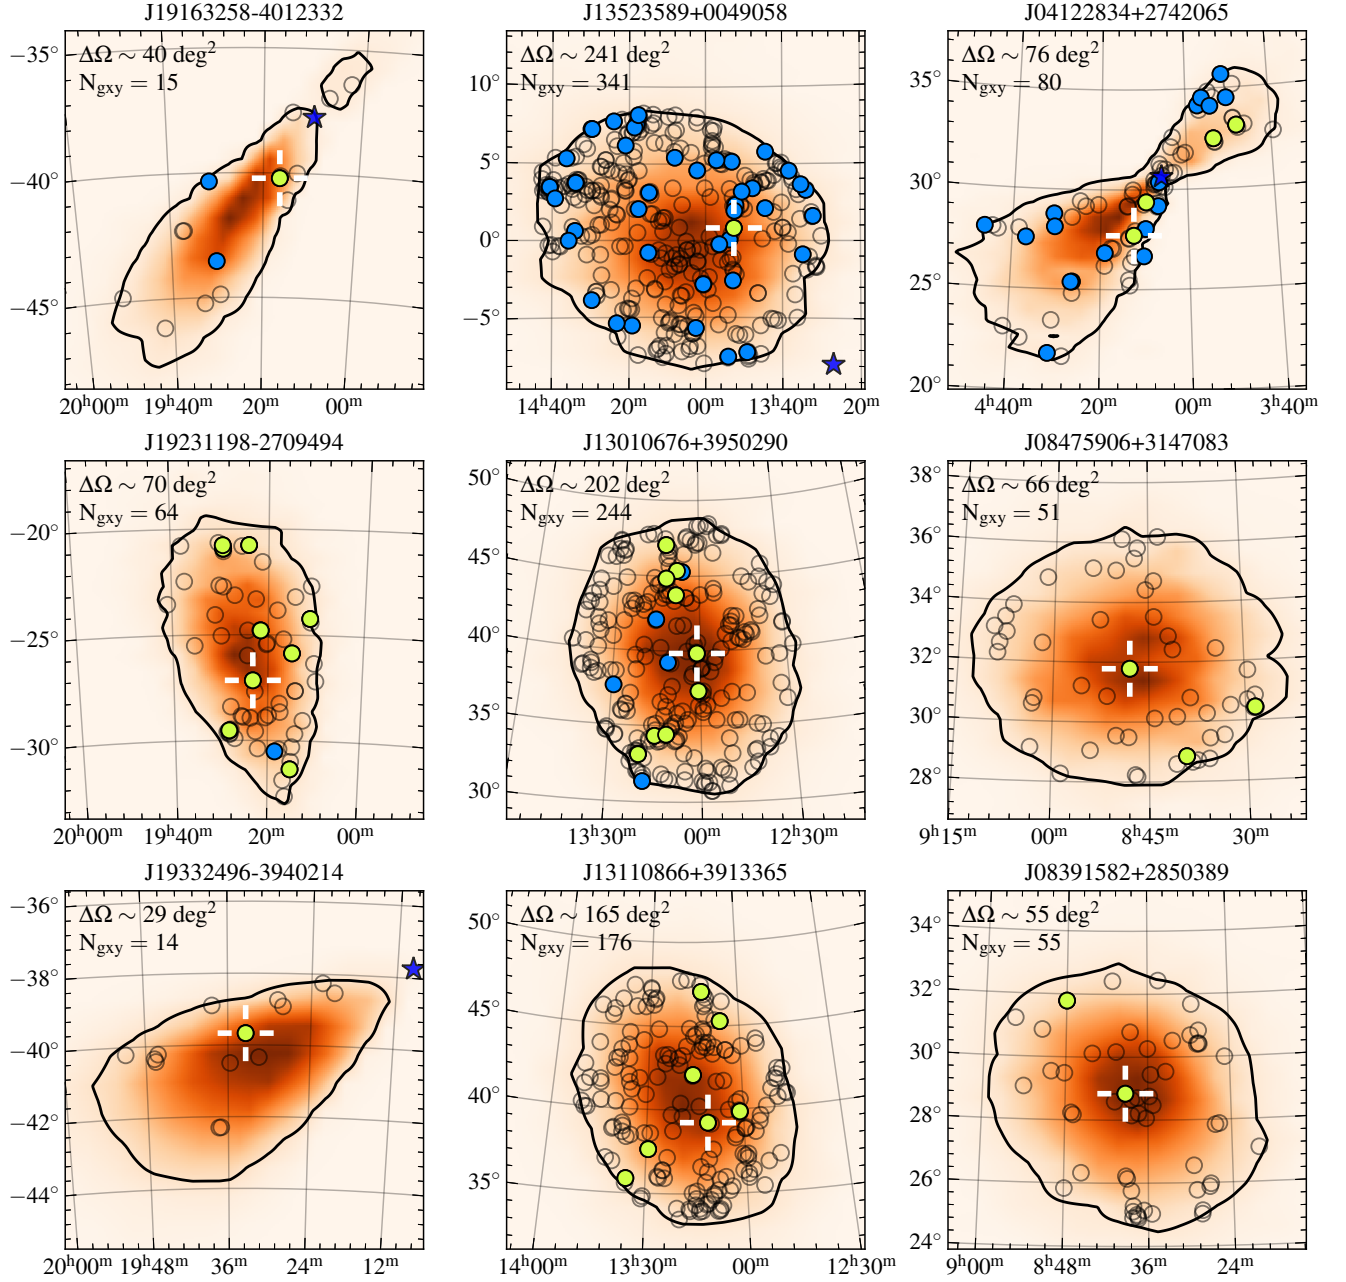 J19163258-4012332
J13523589+0049058
J04122834+2742065
ΔΩ ∼ 40 deg²
N_gxy = 15
−35°
−40°
−45°
20ʰ00ᵐ 19ʰ40ᵐ 20ᵐ 00ᵐ
ΔΩ ∼ 241 deg²
N_gxy = 341
10°
5°
0°
−5°
14ʰ40ᵐ 20ᵐ 00ᵐ 13ʰ40ᵐ 20ᵐ
ΔΩ ∼ 76 deg²
N_gxy = 80
35°
30°
25°
20°
4ʰ40ᵐ 20ᵐ 00ᵐ 3ʰ40ᵐ
J19231198-2709494
J13010676+3950290
J08475906+3147083
ΔΩ ∼ 70 deg²
N_gxy = 64
−20°
−25°
−30°
20ʰ00ᵐ 19ʰ40ᵐ 20ᵐ 00ᵐ
ΔΩ ∼ 202 deg²
N_gxy = 244
50°
45°
40°
35°
30°
13ʰ30ᵐ 00ᵐ 12ʰ30ᵐ
ΔΩ ∼ 66 deg²
N_gxy = 51
38°
36°
34°
32°
30°
28°
9ʰ15ᵐ 00ᵐ 8ʰ45ᵐ 30ᵐ
J19332496-3940214
J13110866+3913365
J08391582+2850389
ΔΩ ∼ 29 deg²
N_gxy = 14
−36°
−38°
−40°
−42°
−44°
20ʰ00ᵐ 19ʰ48ᵐ 36ᵐ 24ᵐ 12ᵐ
ΔΩ ∼ 165 deg²
N_gxy = 176
50°
45°
40°
35°
14ʰ00ᵐ 13ʰ30ᵐ 00ᵐ 12ʰ30ᵐ
ΔΩ ∼ 55 deg²
N_gxy = 55
34°
32°
30°
28°
26°
24°
9ʰ00ᵐ 8ʰ48ᵐ 36ᵐ 24ᵐ